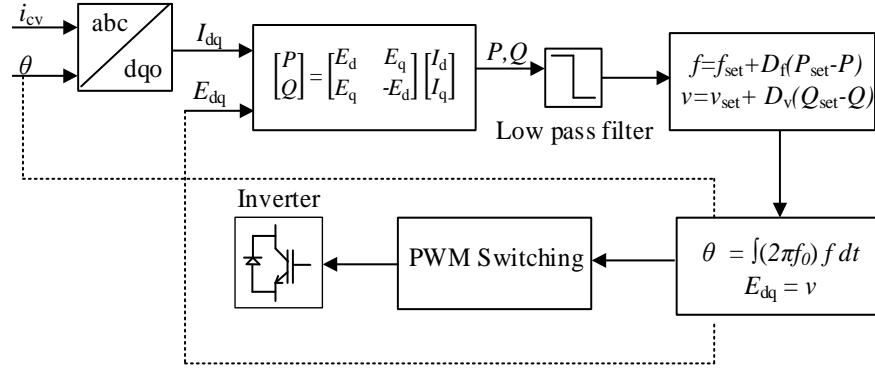 i_cv
abc
I_dq
θ
dqo
E_dq
[P Q] = [E_d E_q E_q -E_d] [I_d I_q]
P,Q
Low pass filter
f=f_set+D_f(P_set-P)
v=v_set+ D_v(Q_set-Q)
Inverter
PWM Switching
θ = ∫(2πf_0) f dt
E_dq = v